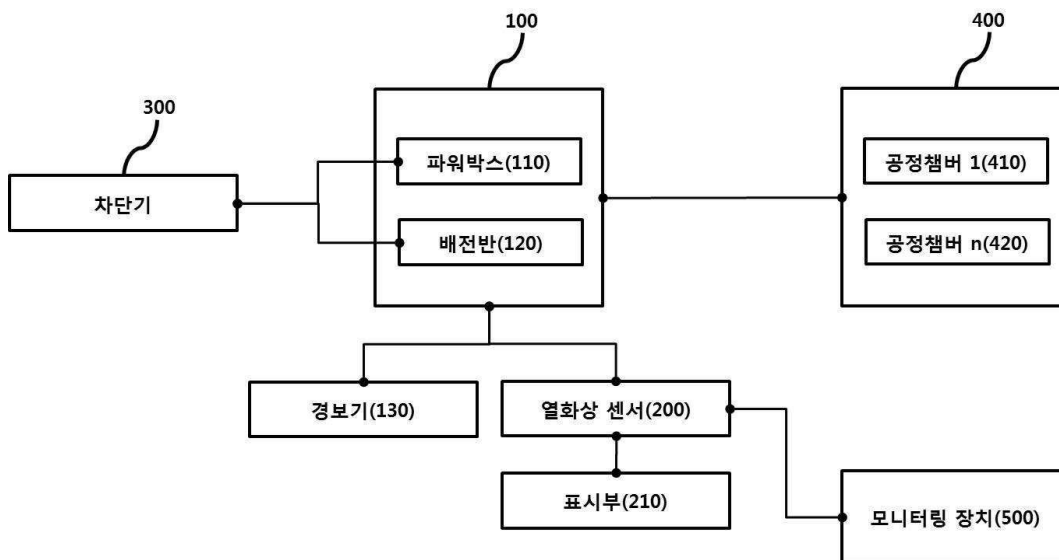 100
400
300
파워박스(110)
공정챔버 1(410)
차단기
배전반(120)
공정챔버 n(420)
경보기(130)
열화상 센서(200)
표시부(210)
모니터링 장치(500)